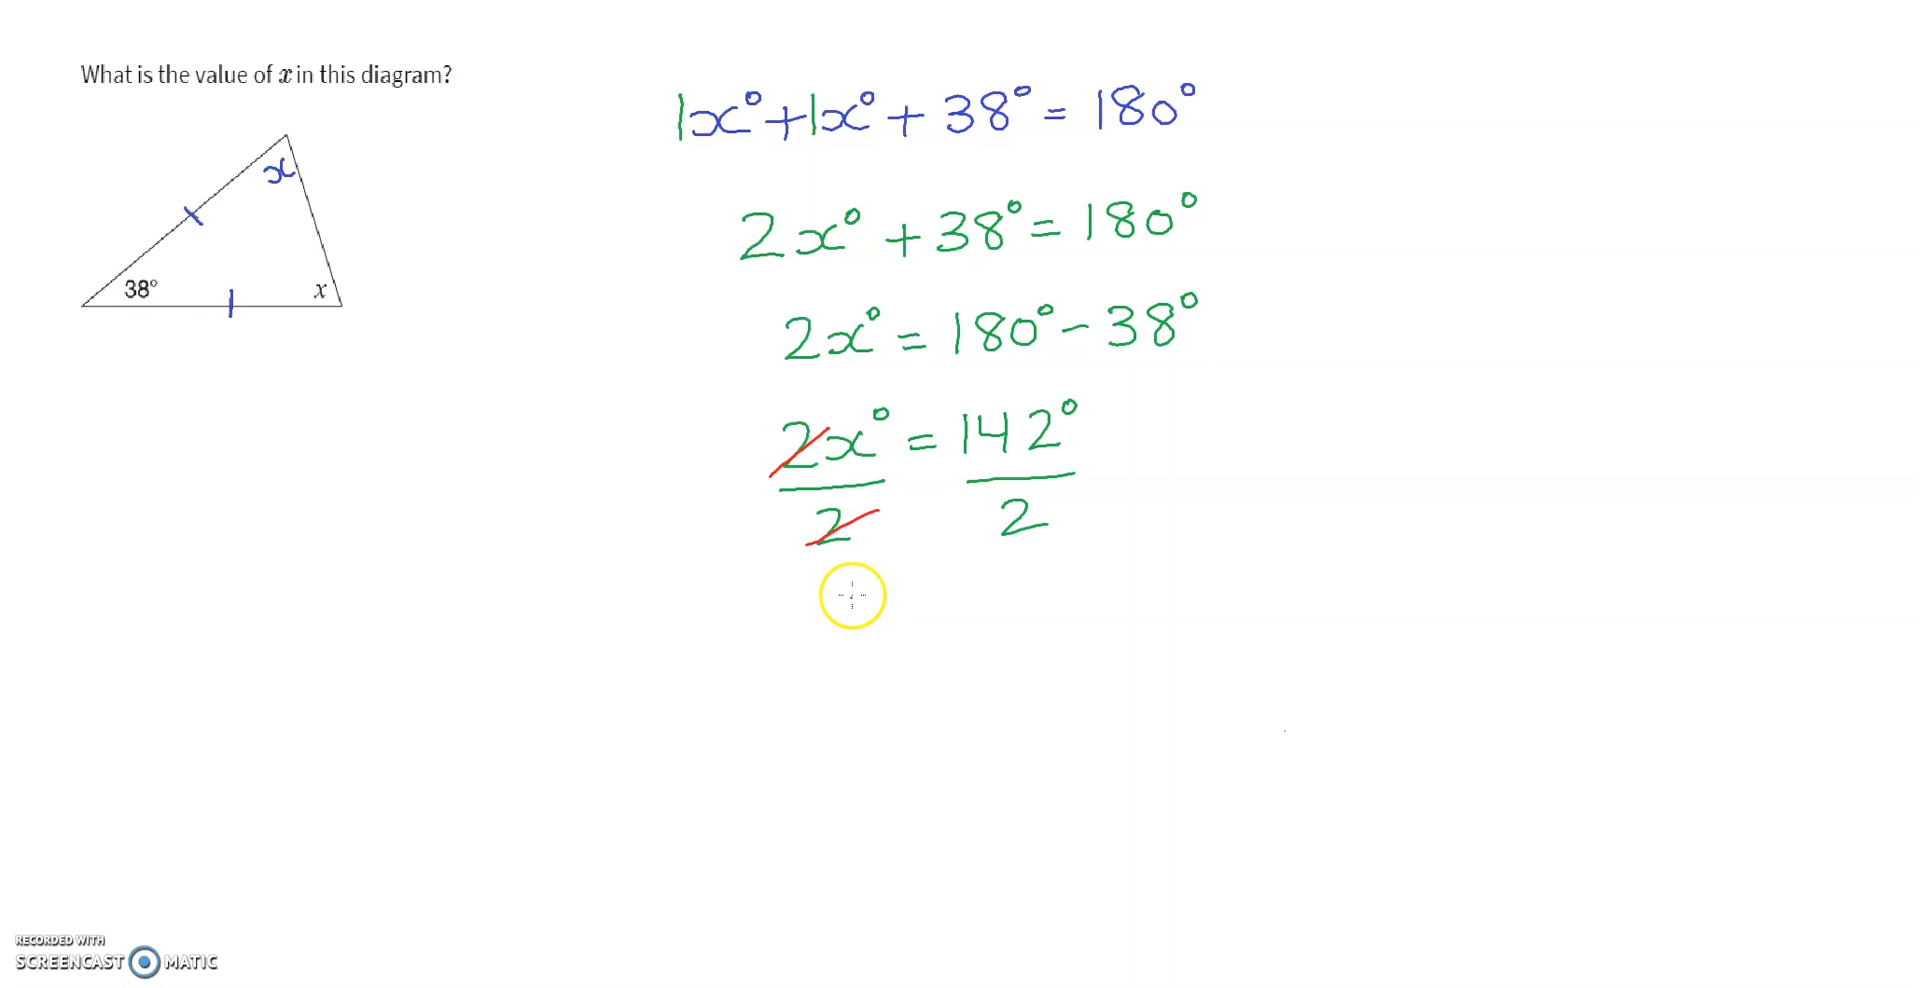 What is the value of x in this diagram?
x
38°
x
1x° + 1x° + 38° = 180°
2x° + 38° = 180°
2x° = 180° - 38°
2x° = 142°
2 2
RECORDED WITH
SCREENCAST MATIC